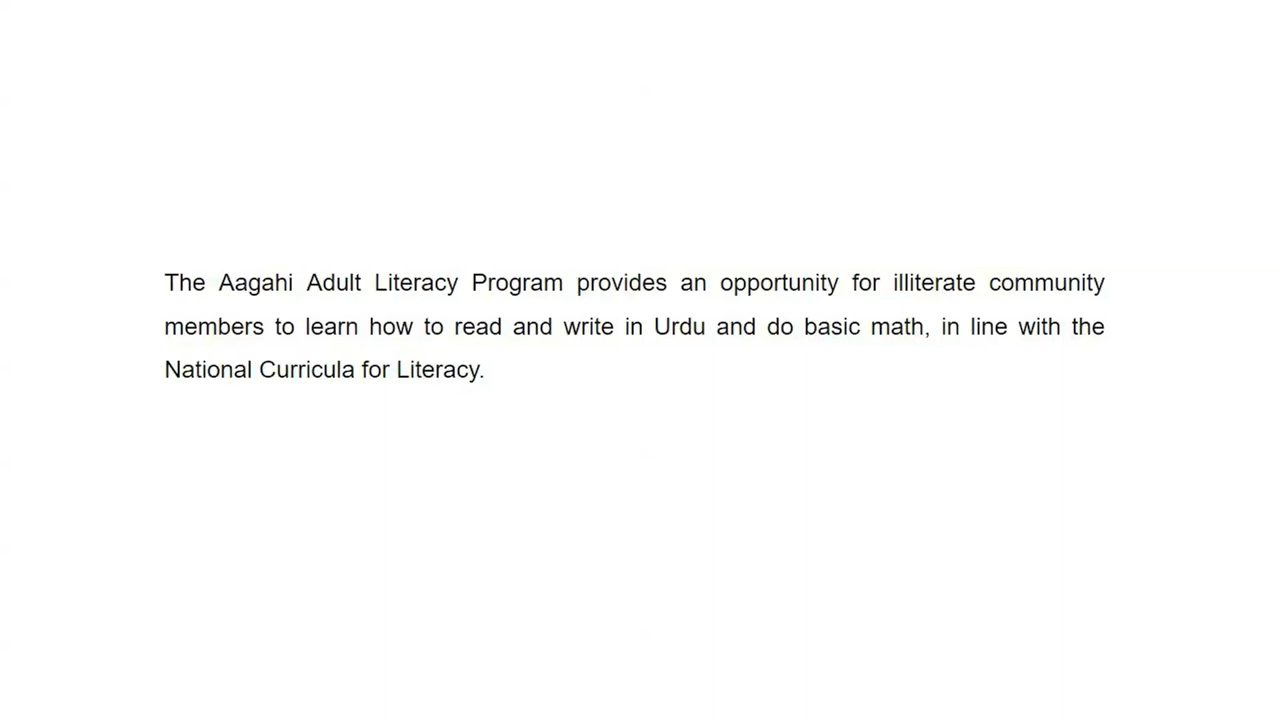 The Aagahi Adult Literacy Program provides an opportunity for illiterate community
members to learn how to read and write in Urdu and do basic math, in line with the
National Curricula for Literacy.